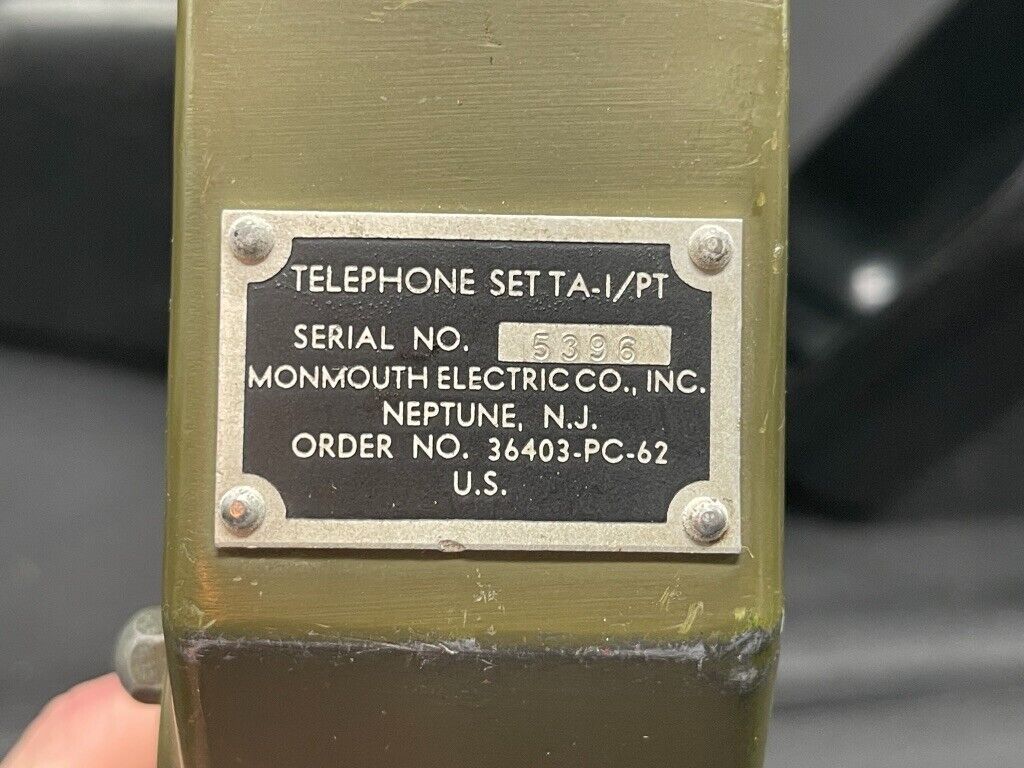 TELEPHONE SET TA-1/PT
SERIAL NO. 5396
MONMOUTH ELECTRIC CO., INC.
NEPTUNE, N.J.
ORDER NO. 36403-PC-62
U.S.